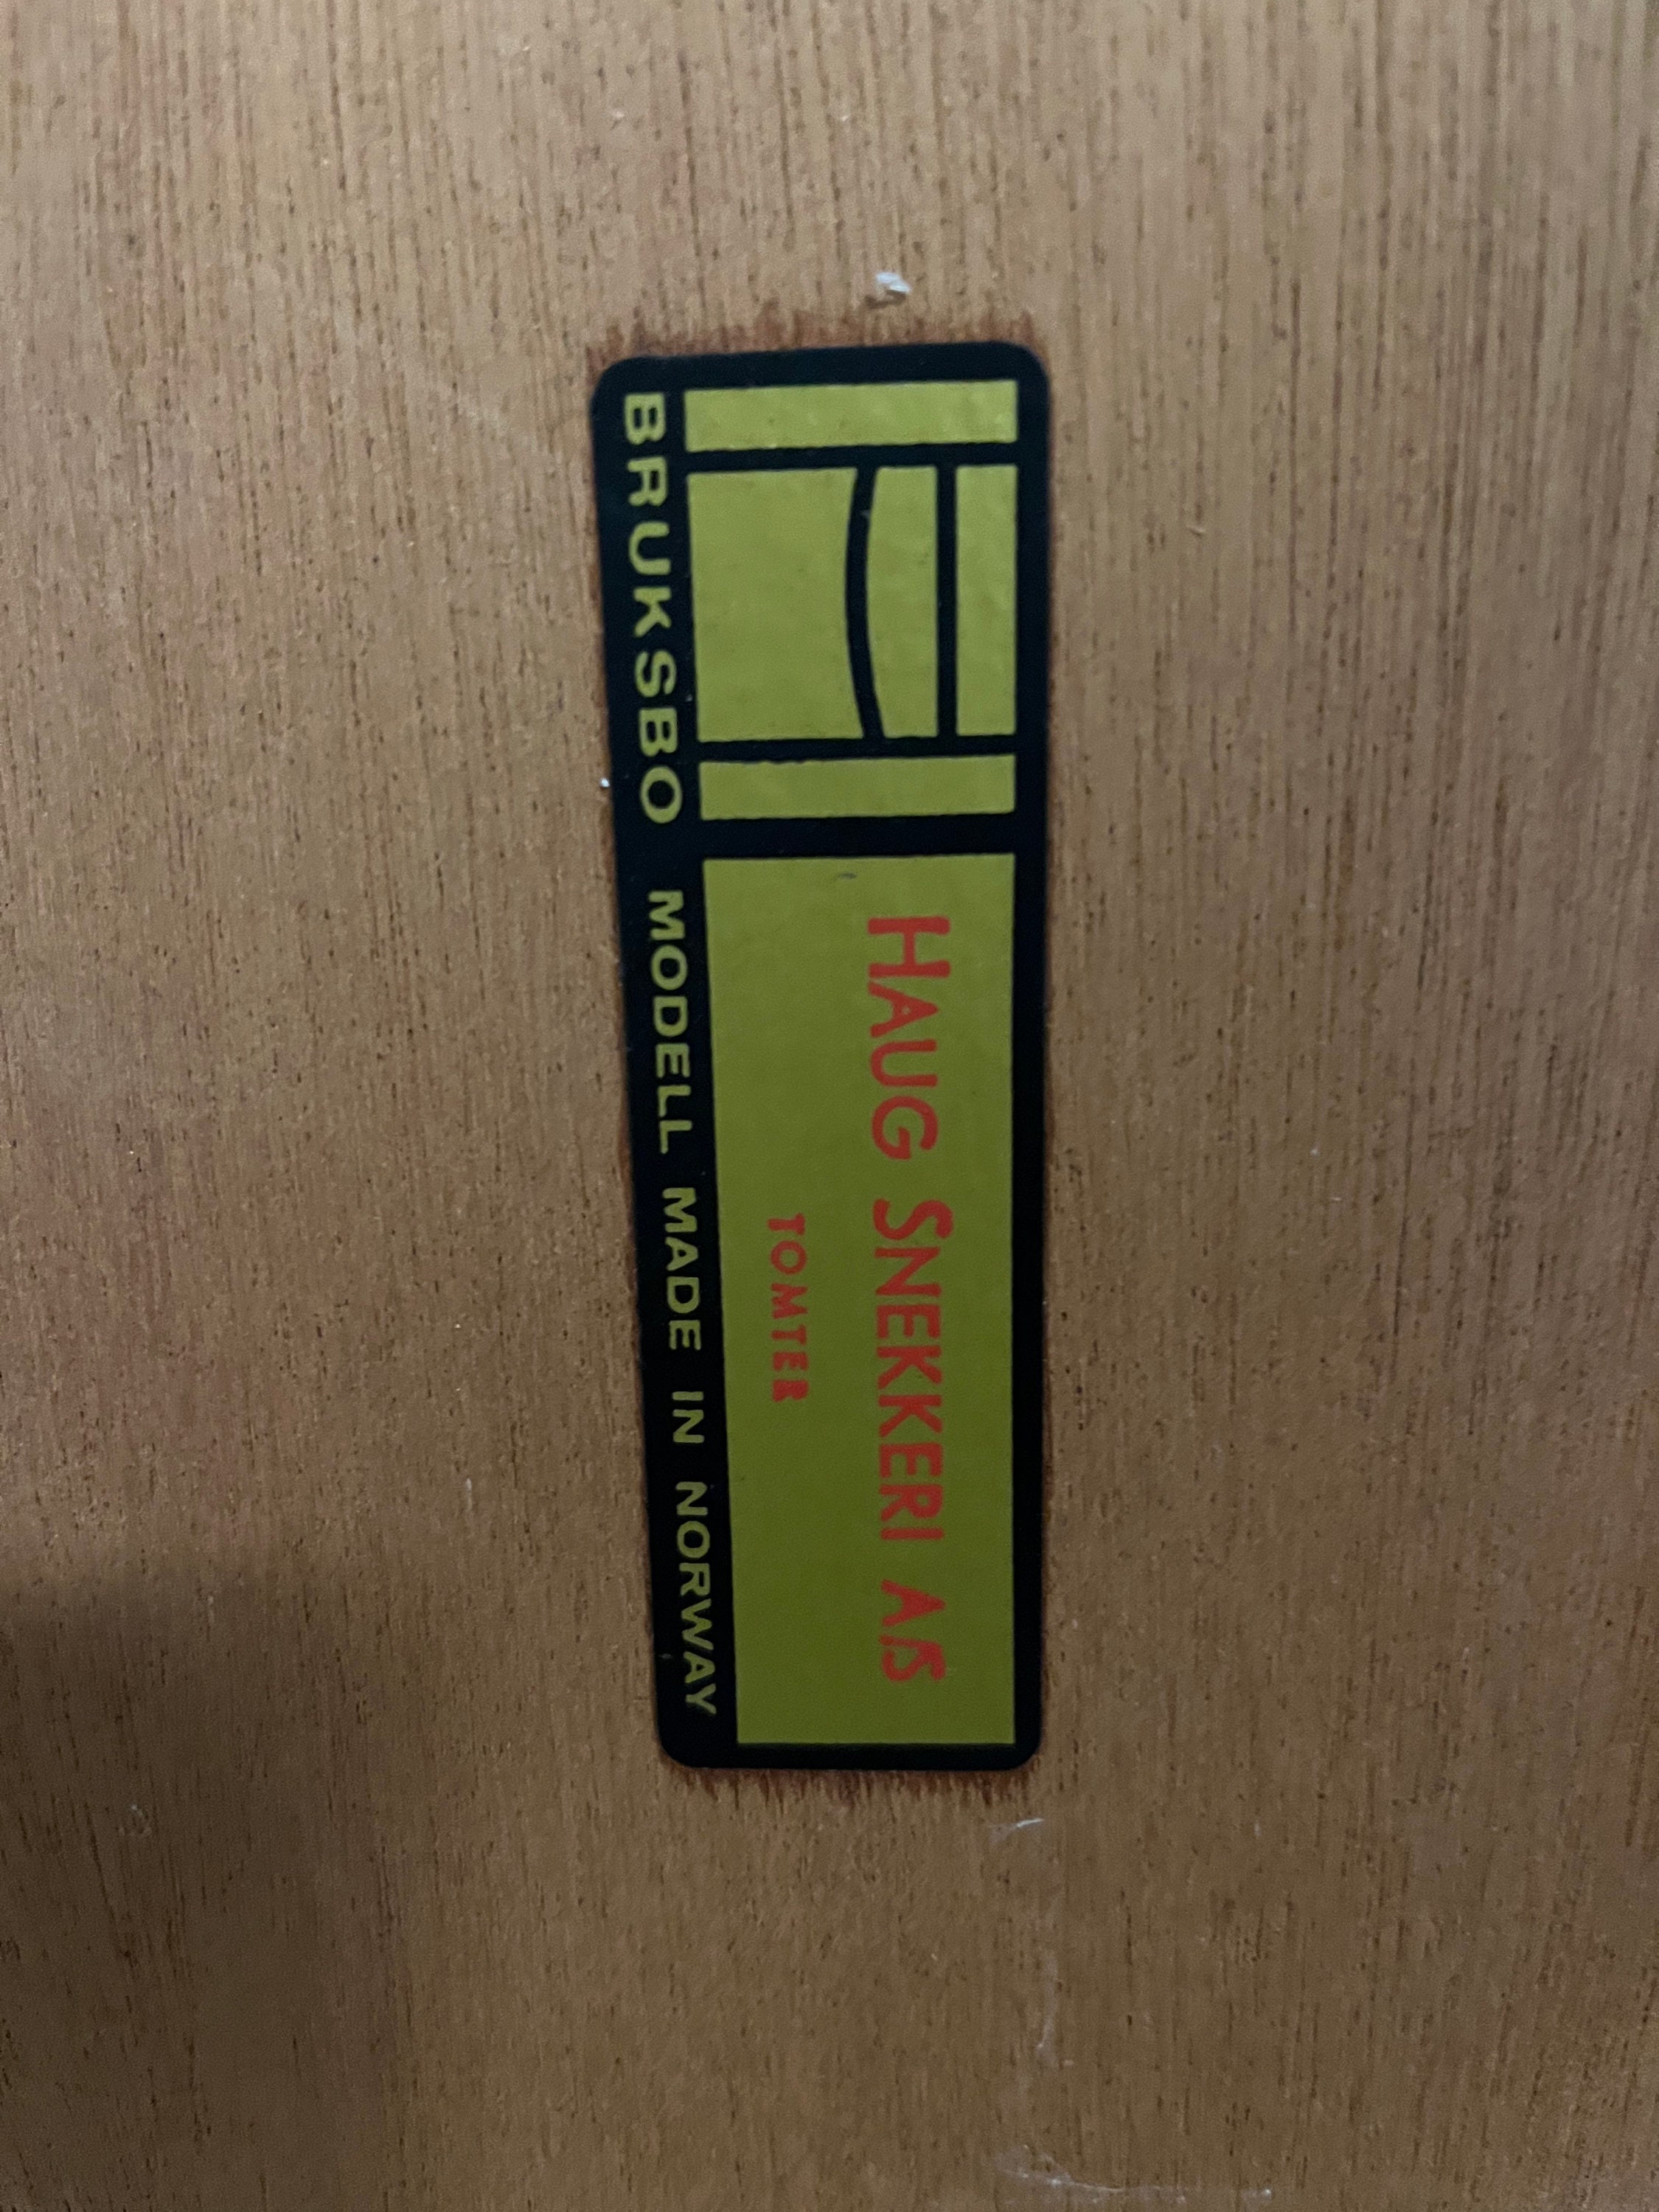 HAUG SNEKKERI A/S
TOMTER
BRUKSBO MODELL MADE IN NORWAY